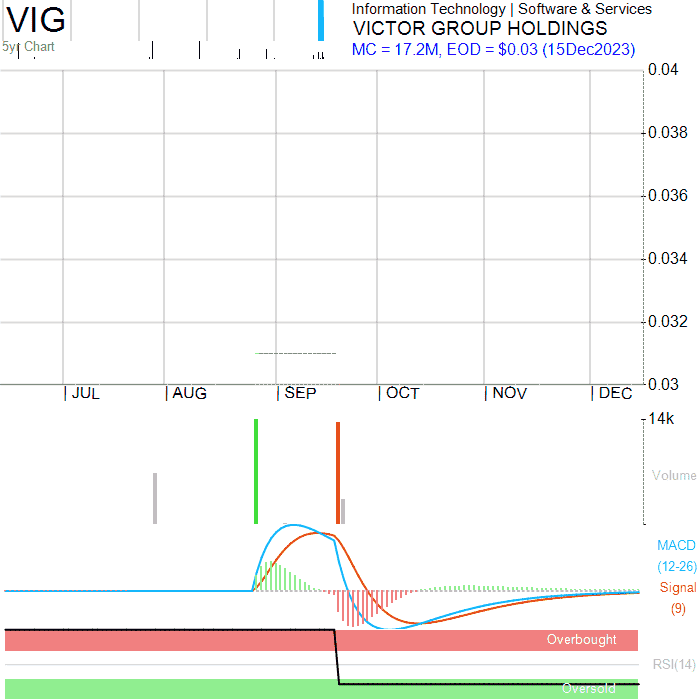 VIG
Information Technology | Software & Services
VICTOR GROUP HOLDINGS
5yr Chart
MC = 17.2M, EOD = $0.03 (15Dec2023)
0.04
0.038
0.036
0.034
0.032
0.03
| JUL | AUG | SEP | OCT | NOV | DEC
14k
Volume
MACD
(12-26)
Signal
(9)
Overbought
RSI(14)
Oversold